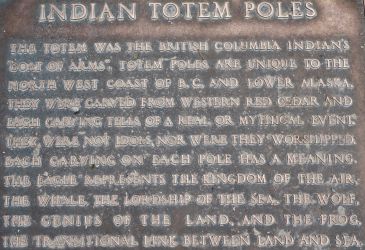 INDIAN TOTEM POLES
THE TOTEM WAS THE BRITISH COLUMBIA INDIAN'S
"COAT OF ARMS". TOTEM POLES ARE UNIQUE TO THE
NORTH WEST COAST OF B.C. AND LOWER ALASKA.
THEY WERE CARVED FROM WESTERN RED CEDAR AND
EACH CARVING TELLS OF A REAL OR MYTHICAL EVENT.
THEY WERE NOT IDOLS, NOR WERE THEY WORSHIPPED.
EACH CARVING ON EACH POLE HAS A MEANING.
THE EAGLE REPRESENTS THE KINGDOM OF THE AIR,
THE WHALE, THE LORDSHIP OF THE SEA, THE WOLF,
THE GENIUS OF THE LAND, AND THE FROG,
THE TRANSITIONAL LINK BETWEEN LAND AND SEA.